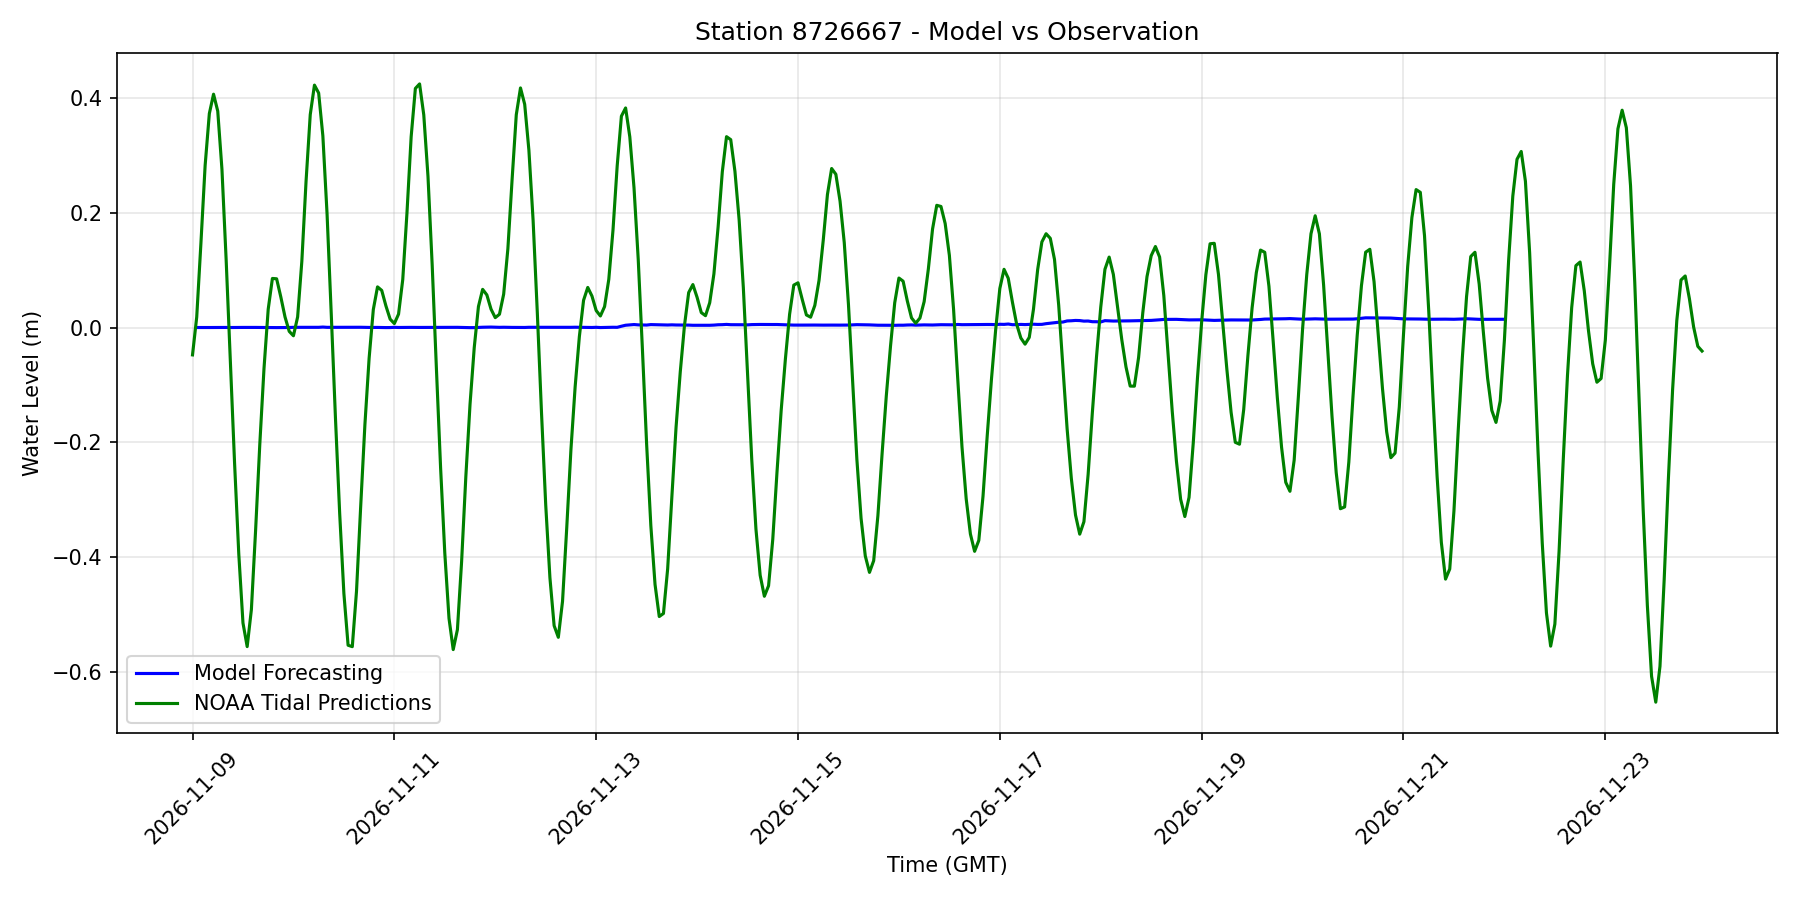 Station 8726667 - Model vs Observation
Water Level (m)
0.4
0.2
0.0
−0.2
−0.4
−0.6
Model Forecasting
NOAA Tidal Predictions
2026-11-09
2026-11-11
2026-11-13
2026-11-15
2026-11-17
2026-11-19
2026-11-21
2026-11-23
Time (GMT)